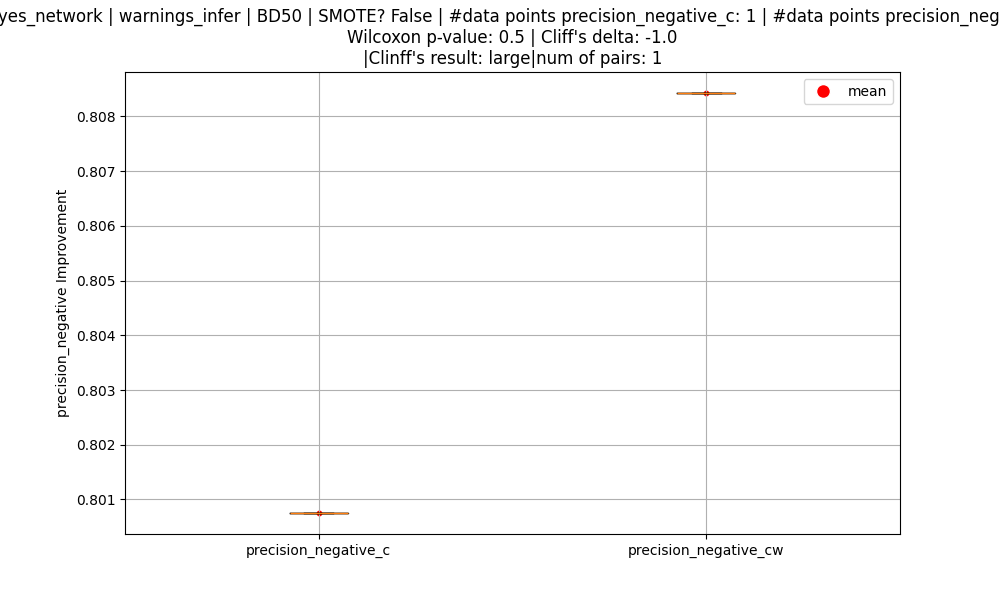 yes_network | warnings_infer | BD50 | SMOTE? False | #data points precision_negative_c: 1 | #data points precision_neg
Wilcoxon p-value: 0.5 | Cliff's delta: -1.0
|Clinff's result: large|num of pairs: 1
mean
0.808
0.807
0.806
0.805
0.804
0.803
0.802
0.801
precision_negative Improvement
precision_negative_c
precision_negative_cw